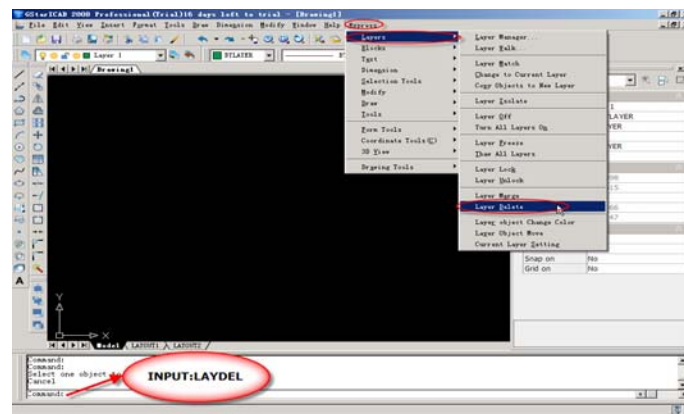 GStarICAD 2008 Professional(Trial)16 days left to trial - [Drawing1]
File Edit View Insert Format Tools Draw Dimension Modify Window Help Express
Layer 1
BYLAYER
Drawing1
Layers
Blocks
Text
Dimension
Selection Tools
Modify
Draw
Tools
Form Tools
Coordinate Tools(C)
3D View
Drawing Tools
Layer Manager...
Layer Walk...
Layer Match
Change to Current Layer
Copy Objects to New Layer
Layer Isolate
Layer Off
Turn All Layers On
Layer Freeze
Thaw All Layers
Layer Lock
Layer Unlock
Layer Merge
Layer Delete
Layer object Change Color
Layer Object Move
Current Layer Setting
Snap on No
Grid on No
Y
X
A
Model LAYOUT1 LAYOUT2
Command:
Command:
Select one object
Cancel
Command:
INPUT:LAYDEL